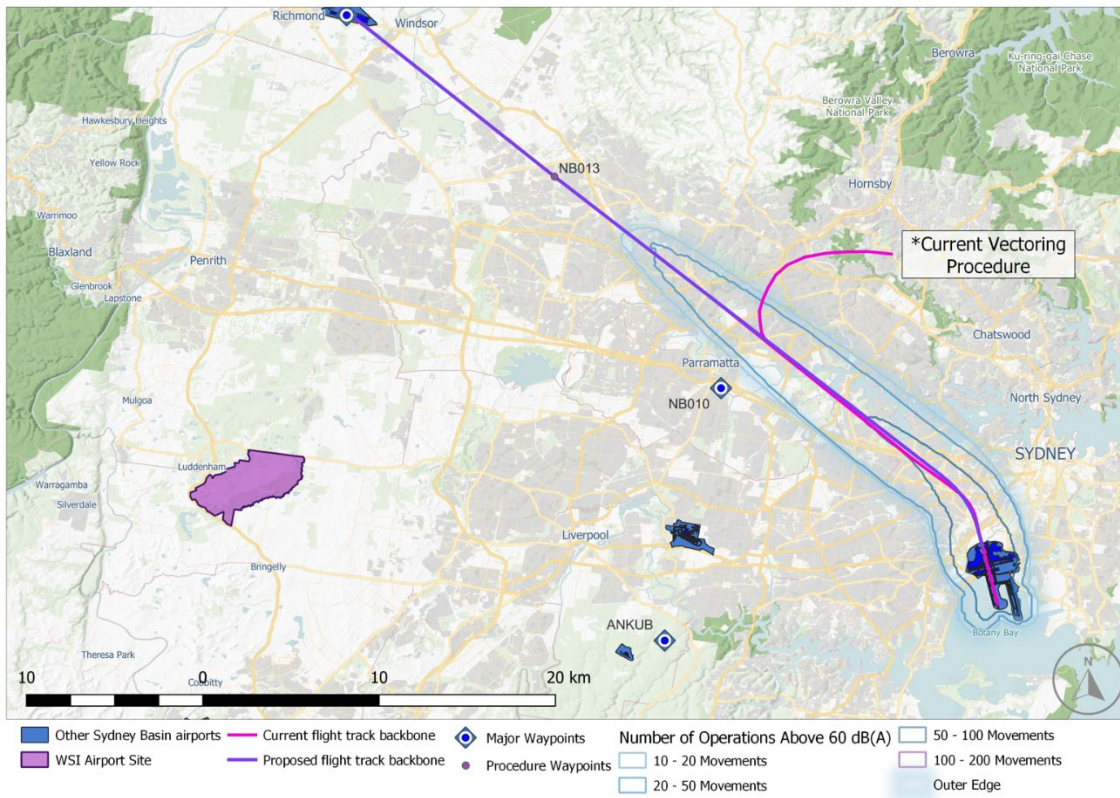 Richmond
Windsor
Berowra
Ku-ring-gai Chase
National Park
Berowra Valley
National Park
Hawkesbury Heights
Yellow Rock
NB013
Hornsby
Warrimoo
Blaxland
*Current Vectoring
Procedure
Penrith
Glenbrook
Lapstone
Chatswood
Parramatta
NB010
North Sydney
Mulgoa
SYDNEY
Luddenham
Warragamba
Silverdale
Liverpool
Bringelly
ANKUB
Botany Bay
Theresa Park
N
Cobbitty
10 0 10 20 km
Other Sydney Basin airports
WSI Airport Site
Current flight track backbone
Proposed flight track backbone
Major Waypoints
Procedure Waypoints
Number of Operations Above 60 dB(A)
10 - 20 Movements
20 - 50 Movements
50 - 100 Movements
100 - 200 Movements
Outer Edge